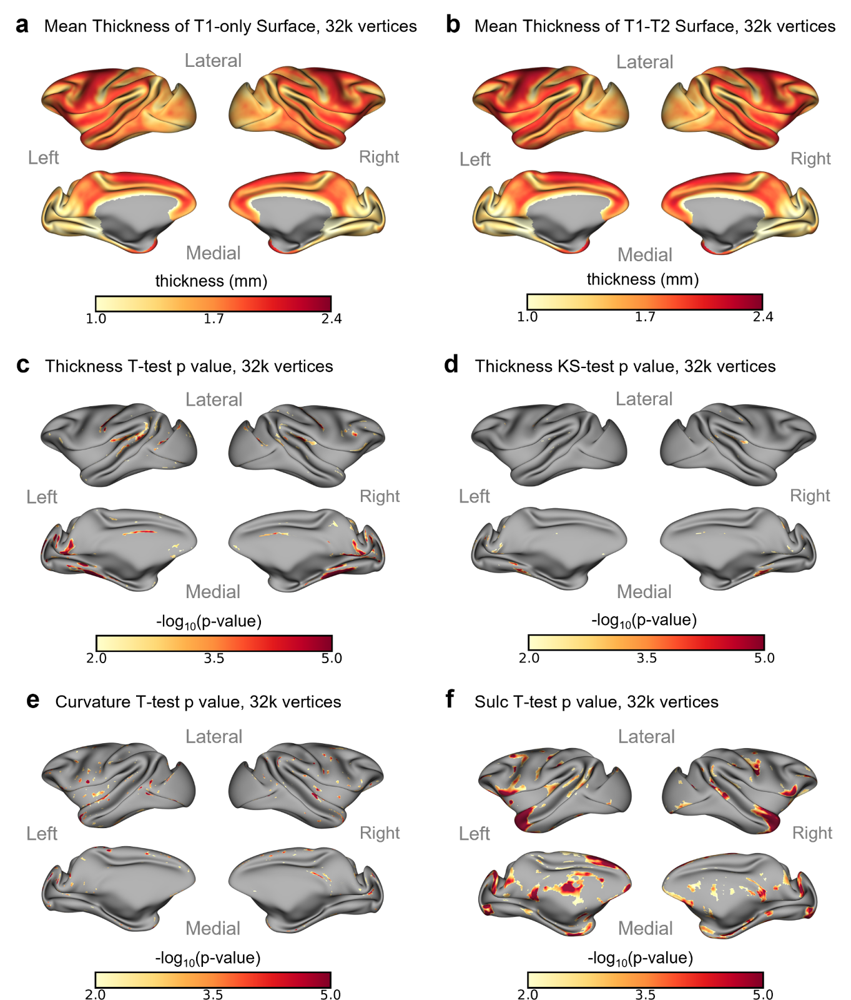 a Mean Thickness of T1-only Surface, 32k vertices
Lateral
Left
Right
Medial
thickness (mm)
1.0 1.7 2.4
b Mean Thickness of T1-T2 Surface, 32k vertices
Lateral
Left
Right
Medial
thickness (mm)
1.0 1.7 2.4
c Thickness T-test p value, 32k vertices
Lateral
Left
Right
Medial
-log10(p-value)
2.0 3.5 5.0
d Thickness KS-test p value, 32k vertices
Lateral
Left
Right
Medial
-log10(p-value)
2.0 3.5 5.0
e Curvature T-test p value, 32k vertices
Lateral
Left
Right
Medial
-log10(p-value)
2.0 3.5 5.0
f Sulc T-test p value, 32k vertices
Lateral
Left
Right
Medial
-log10(p-value)
2.0 3.5 5.0